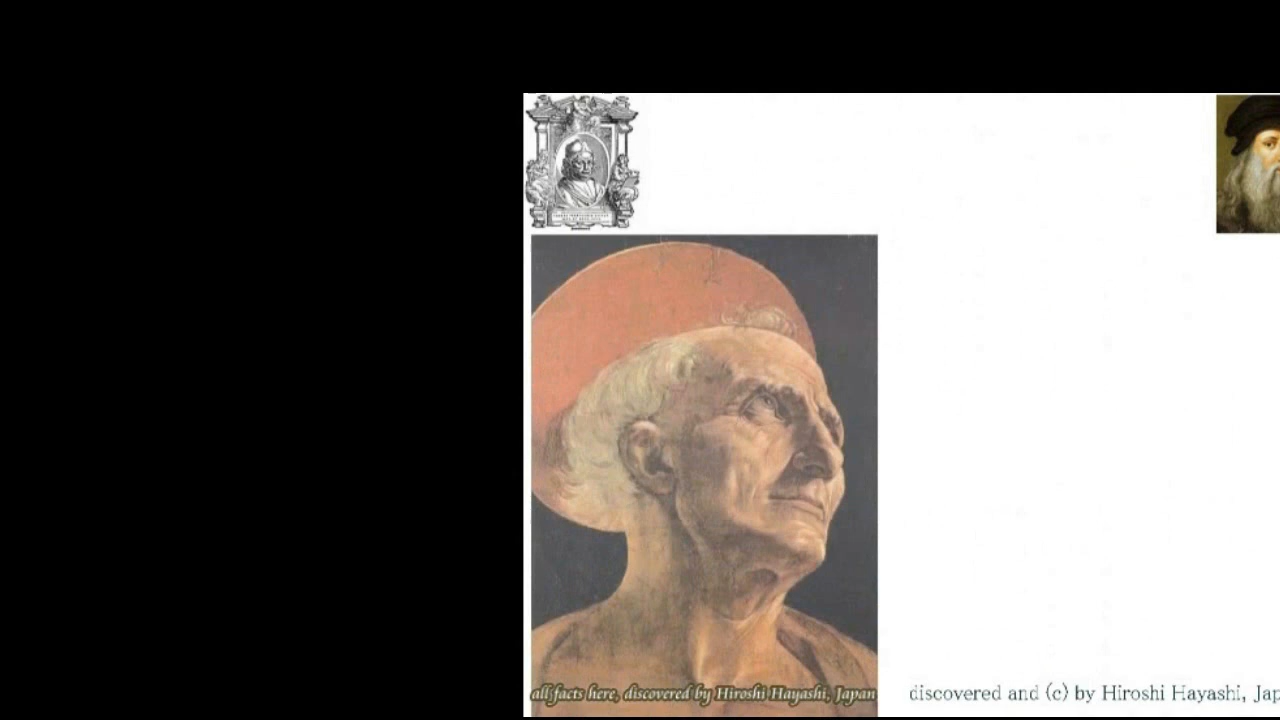 all facts here, discovered by Hiroshi Hayashi, Japan
discovered and (c) by Hiroshi Hayashi, Jap